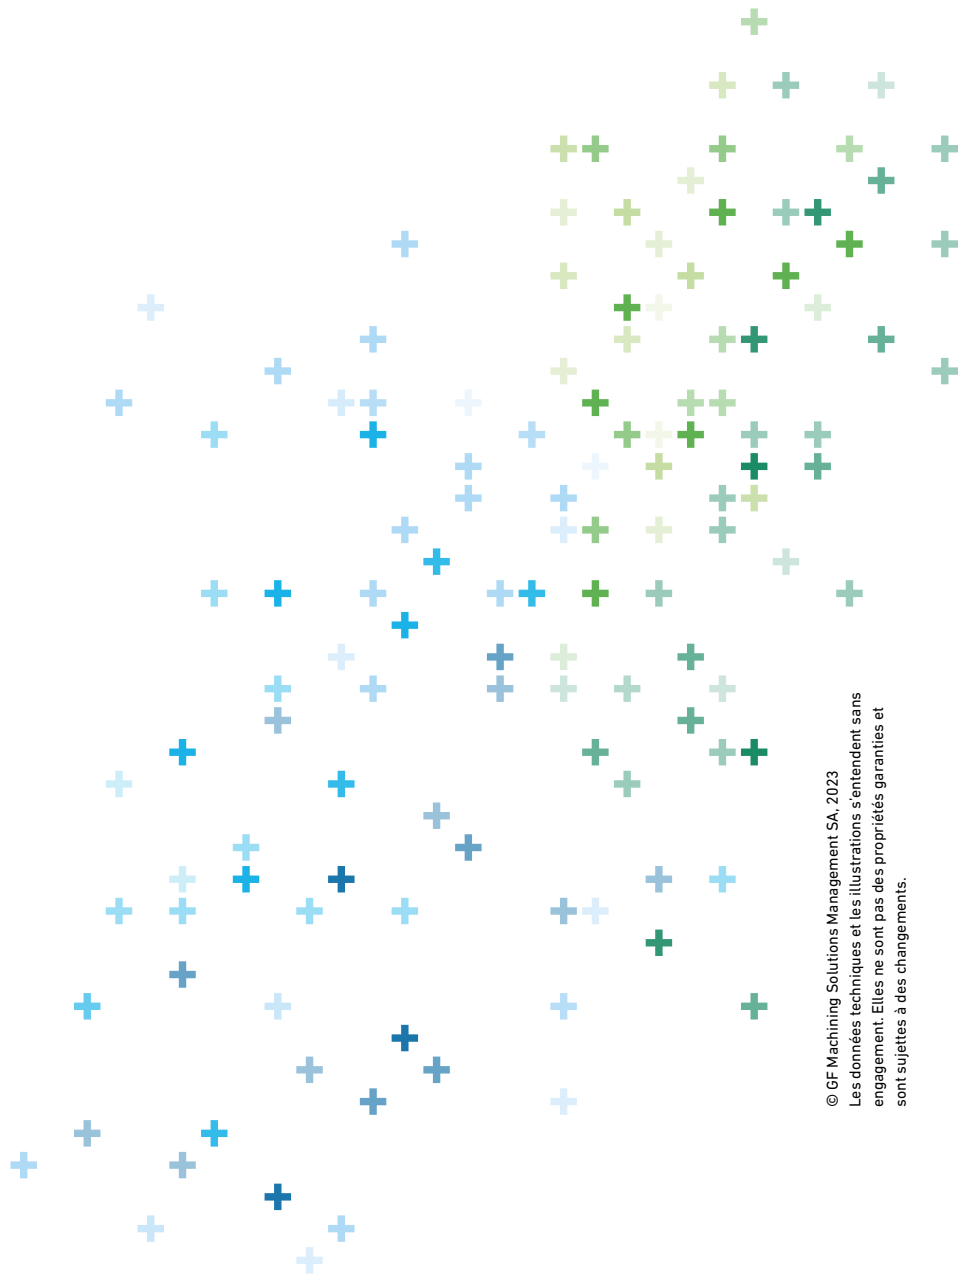 © GF Machining Solutions Management SA, 2023
Les données techniques et les illustrations s'entendent sans
engagement. Elles ne sont pas des propriétés garanties et
sont sujettes à des changements.